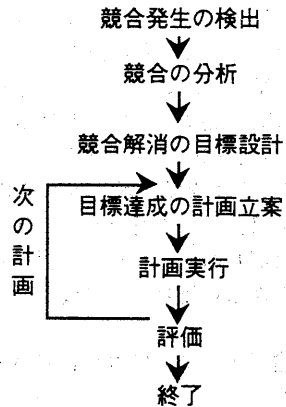 競合発生の検出
競合の分析
競合解消の目標設計
目標達成の計画立案
次の計画
計画実行
評価
終了